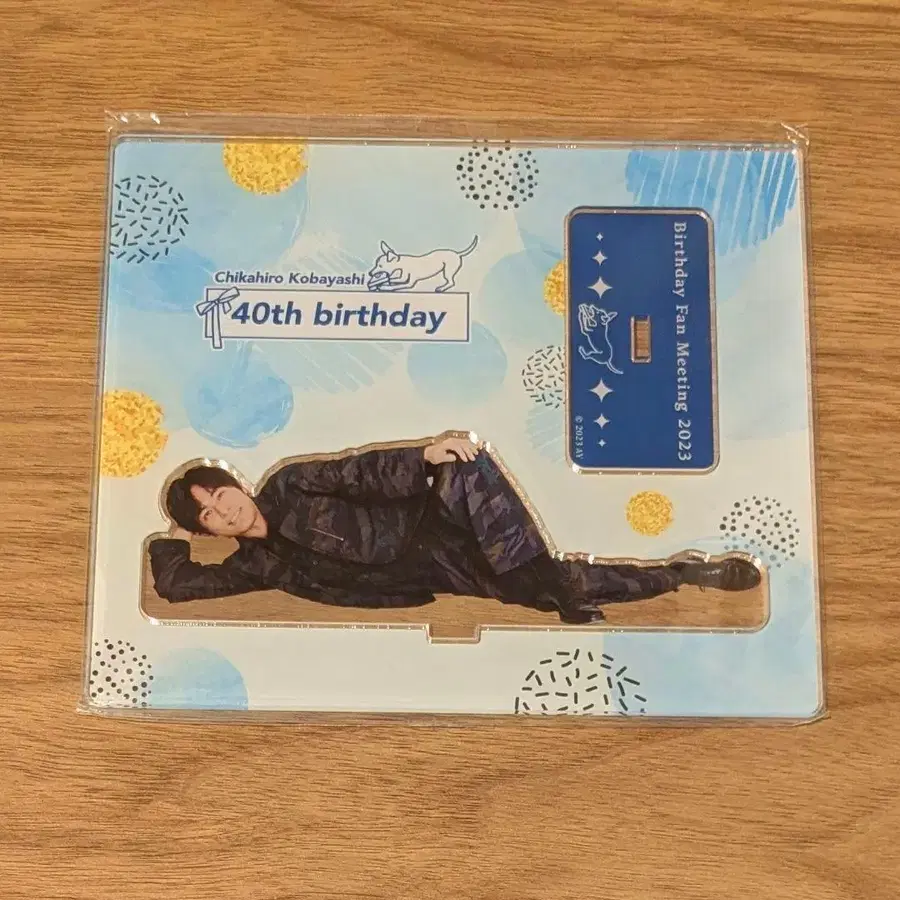 Chikahiro Kobayashi
40th birthday
Birthday Fan Meeting 2023
© 2023 AY